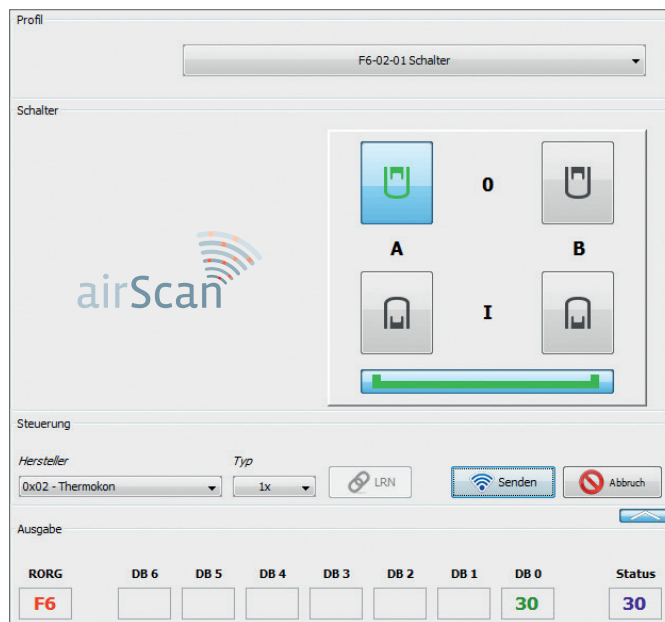 Profil
F6-02-01 Schalter
Schalter
0
A B
I
airScan
Steuerung
Hersteller Typ
0x02 - Thermokon 1x LRN Senden Abbruch
Ausgabe
RORG DB 6 DB 5 DB 4 DB 3 DB 2 DB 1 DB 0 Status
F6 30 30